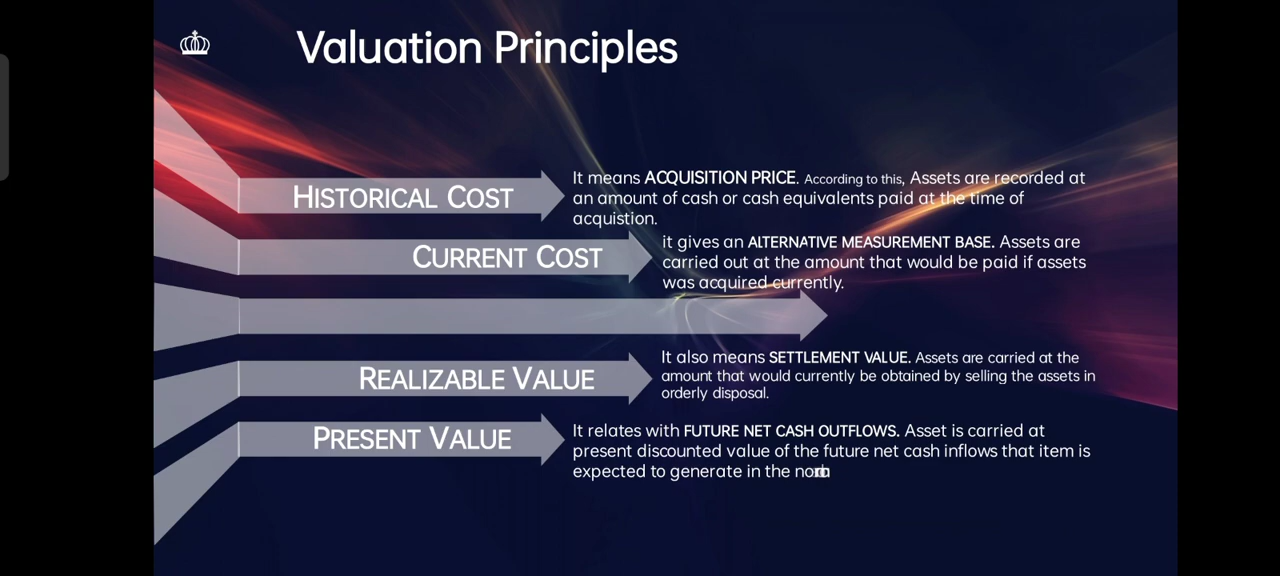 Valuation Principles
HISTORICAL COST
It means ACQUISITION PRICE. According to this, Assets are recorded at
an amount of cash or cash equivalents paid at the time of
acquistion.
CURRENT COST
it gives an ALTERNATIVE MEASUREMENT BASE. Assets are
carried out at the amount that would be paid if assets
was acquired currently.
REALIZABLE VALUE
It also means SETTLEMENT VALUE. Assets are carried at the
amount that would currently be obtained by selling the assets in
orderly disposal.
PRESENT VALUE
It relates with FUTURE NET CASH OUTFLOWS. Asset is carried at
present discounted value of the future net cash inflows that item is
expected to generate in the